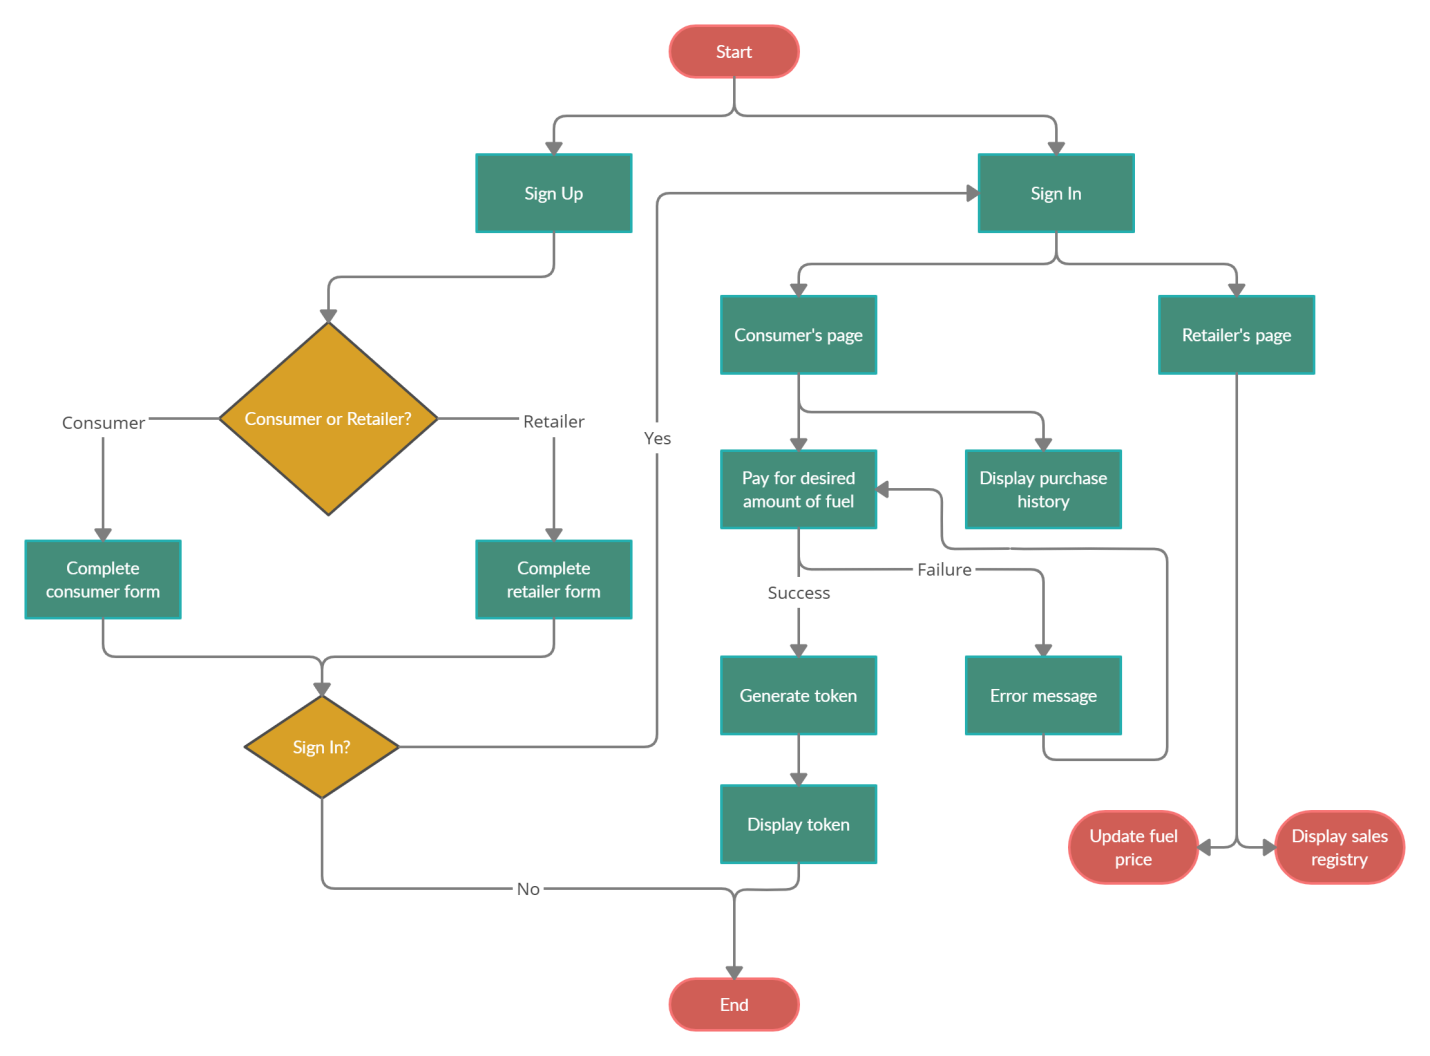 Start
Sign Up
Sign In
Consumer's page
Retailer's page
Consumer or Retailer?
Consumer
Retailer
Yes
Pay for desired
amount of fuel
Display purchase
history
Complete
consumer form
Complete
retailer form
Failure
Success
Generate token
Error message
Sign In?
Display token
Update fuel
price
Display sales
registry
No
End